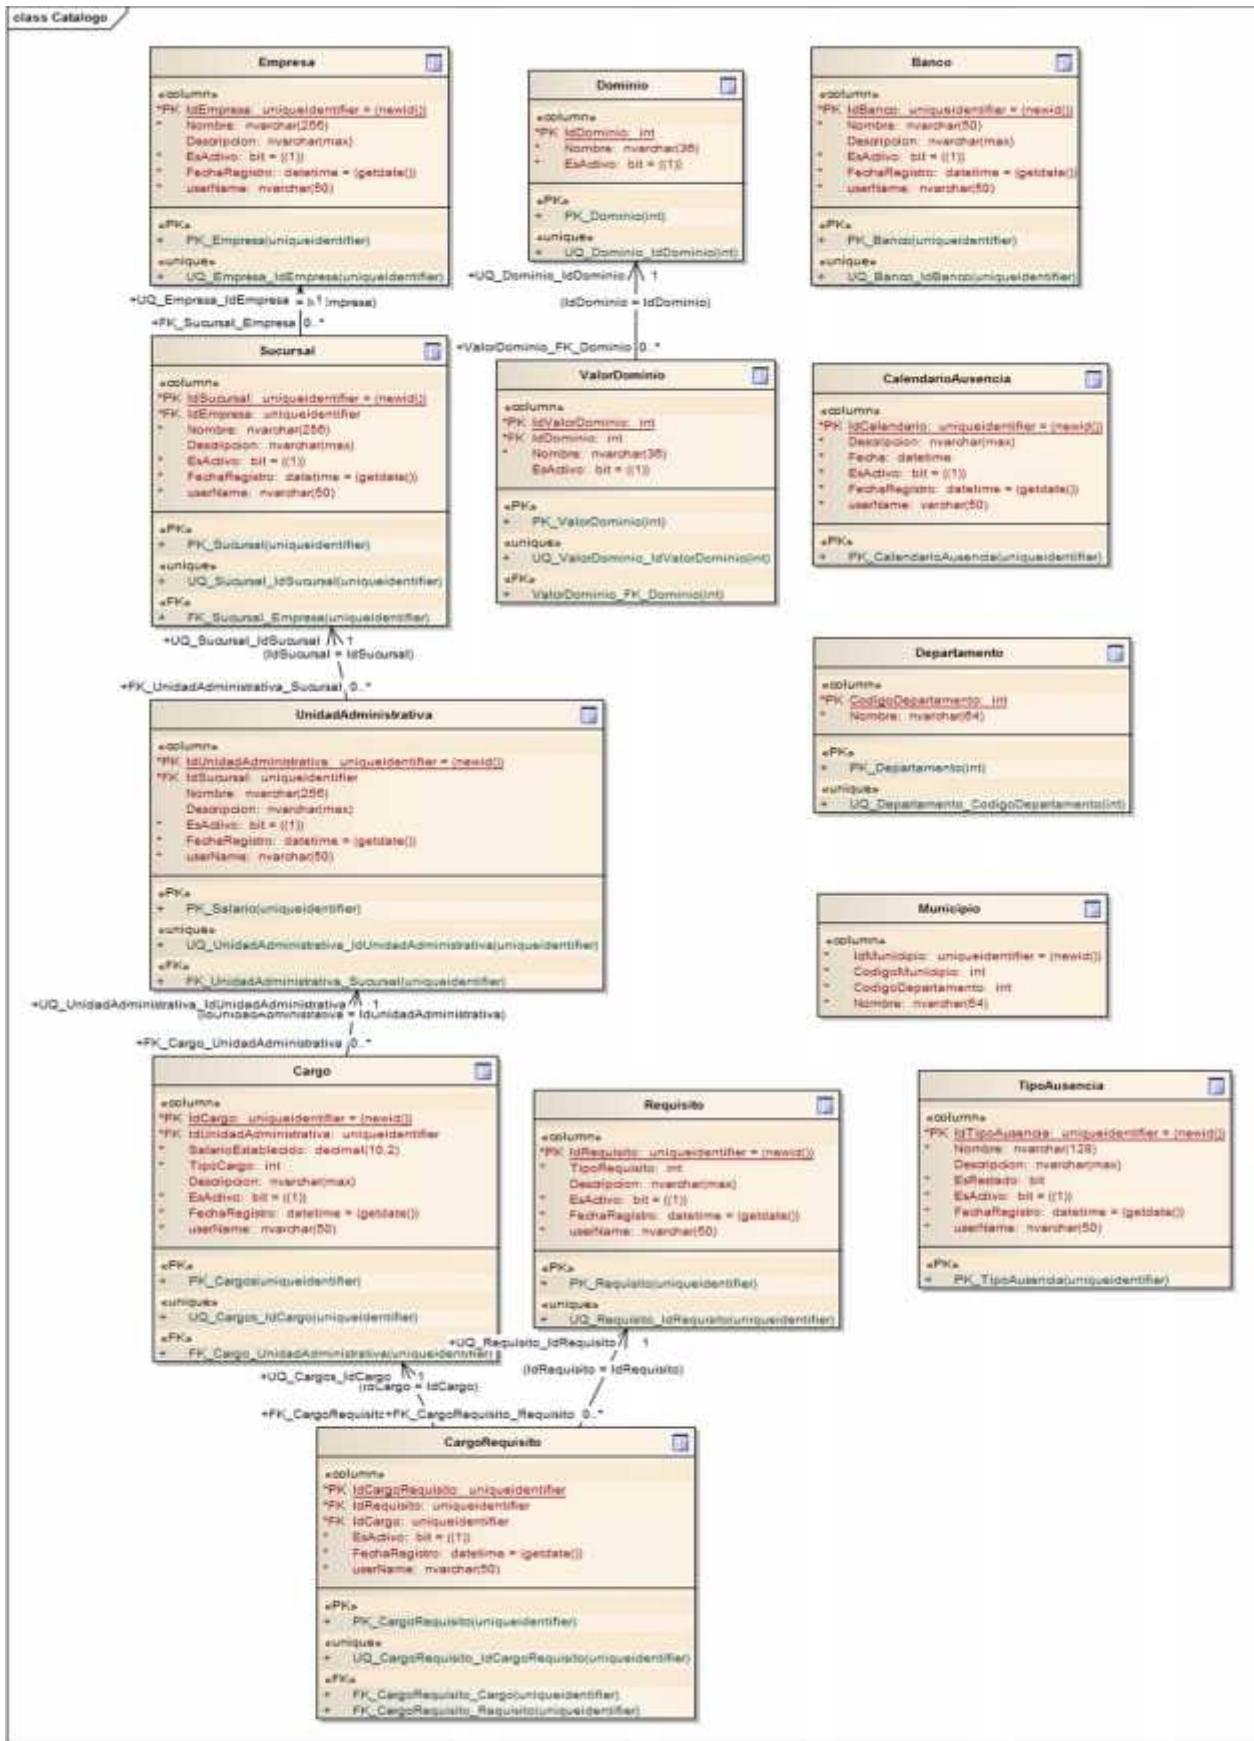 class Catalogo
Empresa
«column»
*PK IdEmpresa: uniqueidentifier = (newid())
* Nombre: nvarchar(256)
Descripcion: nvarchar(max)
* EsActivo: bit = ((1))
* FechaRegistro: datetime = (getdate())
* userName: nvarchar(50)
«PK»
+ PK_Empresa(uniqueidentifier)
«unique»
+ UQ_Empresa_IdEmpresa(uniqueidentifier)
Dominio
«column»
*PK IdDominio: int
* Nombre: nvarchar(36)
* EsActivo: bit = ((1))
«PK»
+ PK_Dominio(int)
«unique»
+ UQ_Dominio_IdDominio(int)
Banco
«column»
*PK IdBanco: uniqueidentifier = (newid())
* Nombre: nvarchar(50)
Descripcion: nvarchar(max)
* EsActivo: bit = ((1))
* FechaRegistro: datetime = (getdate())
* userName: nvarchar(50)
«PK»
+ PK_Banco(uniqueidentifier)
«unique»
+ UQ_Banco_IdBanco(uniqueidentifier)
+UQ_Empresa_IdEmpresa 1
+FK_Sucursal_Empresa 0..*
+UQ_Dominio_IdDominio 1
(IdDominio = IdDominio)
+ValorDominio_FK_Dominio 0..*
Sucursal
«column»
*PK IdSucursal: uniqueidentifier = (newid())
*FK IdEmpresa: uniqueidentifier
* Nombre: nvarchar(256)
* Descripcion: nvarchar(max)
* EsActivo: bit = ((1))
* FechaRegistro: datetime = (getdate())
* userName: nvarchar(50)
«PK»
+ PK_Sucursal(uniqueidentifier)
«unique»
+ UQ_Sucursal_IdSucursal(uniqueidentifier)
«FK»
+ FK_Sucursal_Empresa(uniqueidentifier)
ValorDominio
«column»
*PK IdValorDominio: int
*FK IdDominio: int
* Nombre: nvarchar(36)
EsActivo: bit = ((1))
«PK»
+ PK_ValorDominio(int)
«unique»
+ UQ_ValorDominio_IdValorDominio(int)
«FK»
+ ValorDominio_FK_Dominio(int)
CalendarioAusencia
«column»
*PK IdCalendario: uniqueidentifier = (newid())
* Descripcion: nvarchar(max)
* Fecha: datetime
* EsActivo: bit = ((1))
* FechaRegistro: datetime = (getdate())
* userName: varchar(50)
«PK»
+ PK_CalendarioAusencia(uniqueidentifier)
+UQ_Sucursal_IdSucursal 1
(IdSucursal = IdSucursal)
+FK_UnidadAdministrativa_Sucursal 0..*
UnidadAdministrativa
«column»
*PK IdUnidadAdministrativa: uniqueidentifier = (newid())
*FK IdSucursal: uniqueidentifier
Nombre: nvarchar(256)
Descripcion: nvarchar(max)
* EsActivo: bit = ((1))
* FechaRegistro: datetime = (getdate())
* userName: nvarchar(50)
«PK»
+ PK_Salario(uniqueidentifier)
«unique»
+ UQ_UnidadAdministrativa_IdUnidadAdministrativa(uniqueidentifier)
«FK»
+ FK_UnidadAdministrativa_Sucursal(uniqueidentifier)
Departamento
«column»
*PK CodigoDepartamento: int
* Nombre: nvarchar(64)
«PK»
+ PK_Departamento(int)
«unique»
+ UQ_Departamento_CodigoDepartamento(int)
Municipio
«column»
* IdMunicipio: uniqueidentifier = (newid())
* CodigoMunicipio: int
* CodigoDepartamento: int
* Nombre: nvarchar(64)
+UQ_UnidadAdministrativa_IdUnidadAdministrativa 1
(IdUnidadAdministrativa = IdUnidadAdministrativa)
+FK_Cargo_UnidadAdministrativa 0..*
Cargo
«column»
*PK IdCargo: uniqueidentifier = (newid())
*FK IdUnidadAdministrativa: uniqueidentifier
* SalarioEstablecido: decimal(10,2)
* TipoCargo: int
Descripcion: nvarchar(max)
* EsActivo: bit = ((1))
* FechaRegistro: datetime = (getdate())
* userName: nvarchar(50)
«PK»
+ PK_Cargos(uniqueidentifier)
«unique»
+ UQ_Cargos_IdCargo(uniqueidentifier)
«FK»
+ FK_Cargo_UnidadAdministrativa(uniqueidentifier)
Requisito
«column»
*PK IdRequisito: uniqueidentifier = (newid())
* TipoRequisito: int
Descripcion: nvarchar(max)
* EsActivo: bit = ((1))
* FechaRegistro: datetime = (getdate())
* userName: nvarchar(50)
«PK»
+ PK_Requisito(uniqueidentifier)
«unique»
+ UQ_Requisito_IdRequisito(uniqueidentifier)
TipoAusencia
«column»
*PK IdTipoAusencia: uniqueidentifier = (newid())
* Nombre: nvarchar(128)
Descripcion: nvarchar(max)
* EsRestado: bit
* EsActivo: bit = ((1))
* FechaRegistro: datetime = (getdate())
* userName: nvarchar(50)
«PK»
+ PK_TipoAusencia(uniqueidentifier)
+UQ_Requisito_IdRequisito 1
(IdRequisito = IdRequisito)
+UQ_Cargos_IdCargo 1
(IdCargo = IdCargo)
+FK_CargoRequisito +FK_CargoRequisito_Requisito 0..*
CargoRequisito
«column»
*PK IdCargoRequisito: uniqueidentifier
*FK IdRequisito: uniqueidentifier
*FK IdCargo: uniqueidentifier
* EsActivo: bit = ((1))
* FechaRegistro: datetime = (getdate())
* userName: nvarchar(50)
«PK»
+ PK_CargoRequisito(uniqueidentifier)
«unique»
+ UQ_CargoRequisito_IdCargoRequisito(uniqueidentifier)
«FK»
+ FK_CargoRequisito_Cargo(uniqueidentifier)
+ FK_CargoRequisito_Requisito(uniqueidentifier)